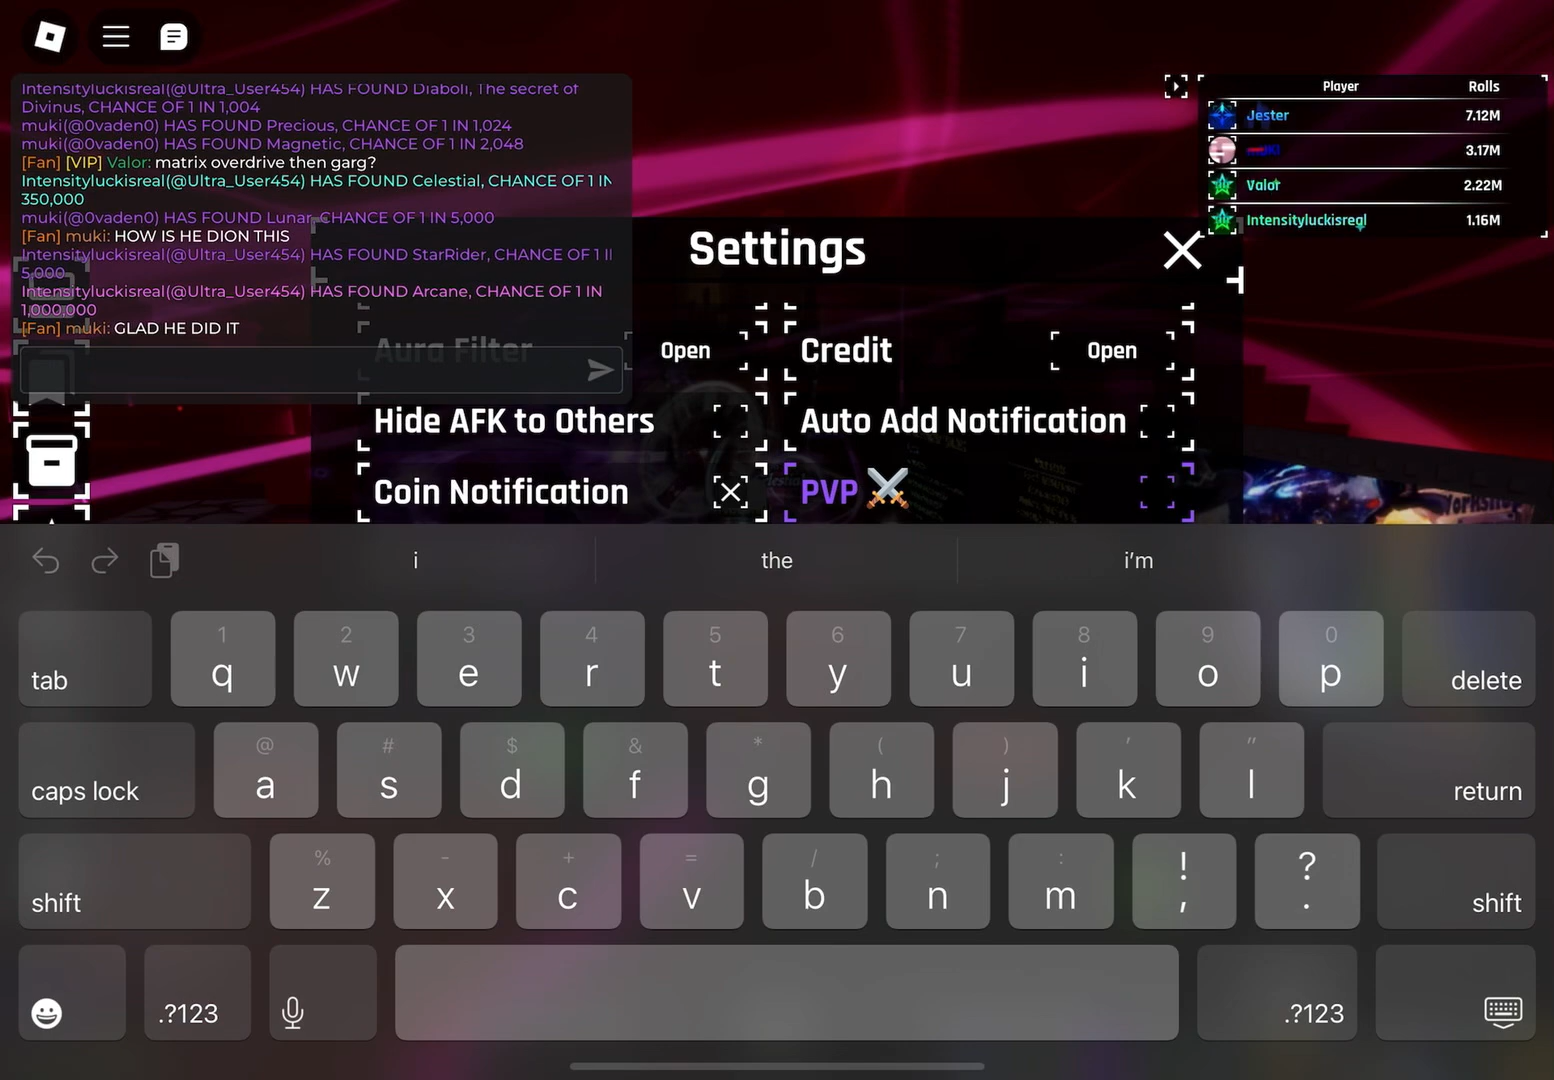 Intensityluckisreal(@Ultra_User454) HAS FOUND Diaboli, The secret of
Divinus, CHANCE OF 1 IN 1,004
muki(@0vaden0) HAS FOUND Precious, CHANCE OF 1 IN 1,024
muki(@0vaden0) HAS FOUND Magnetic, CHANCE OF 1 IN 2,048
[Fan] [VIP] Valor: matrix overdrive then garg?
Intensityluckisreal(@Ultra_User454) HAS FOUND Celestial, CHANCE OF 1 IN
350,000
muki(@0vaden0) HAS FOUND Lunar, CHANCE OF 1 IN 5,000
[Fan] muki: HOW IS HE DION THIS
Intensityluckisreal(@Ultra_User454) HAS FOUND StarRider, CHANCE OF 1 IN
5,000
Intensityluckisreal(@Ultra_User454) HAS FOUND Arcane, CHANCE OF 1 IN
1,000,000
[Fan] muki: GLAD HE DID IT
Player Rolls
Jester 7.12M
muki 3.17M
Valor 2.22M
Intensityluckisreal 1.16M
Settings
Aura Filter Open
Credit Open
Hide AFK to Others
Auto Add Notification
Coin Notification
PVP ⚔️
i the i'm
1 2 3 4 5 6 7 8 9 0
tab q w e r t y u i o p delete
@ # $ & * ( ) ' "
caps lock a s d f g h j k l return
% - + = / ; : ! ?
shift z x c v b n m , . shift
.?123 .?123